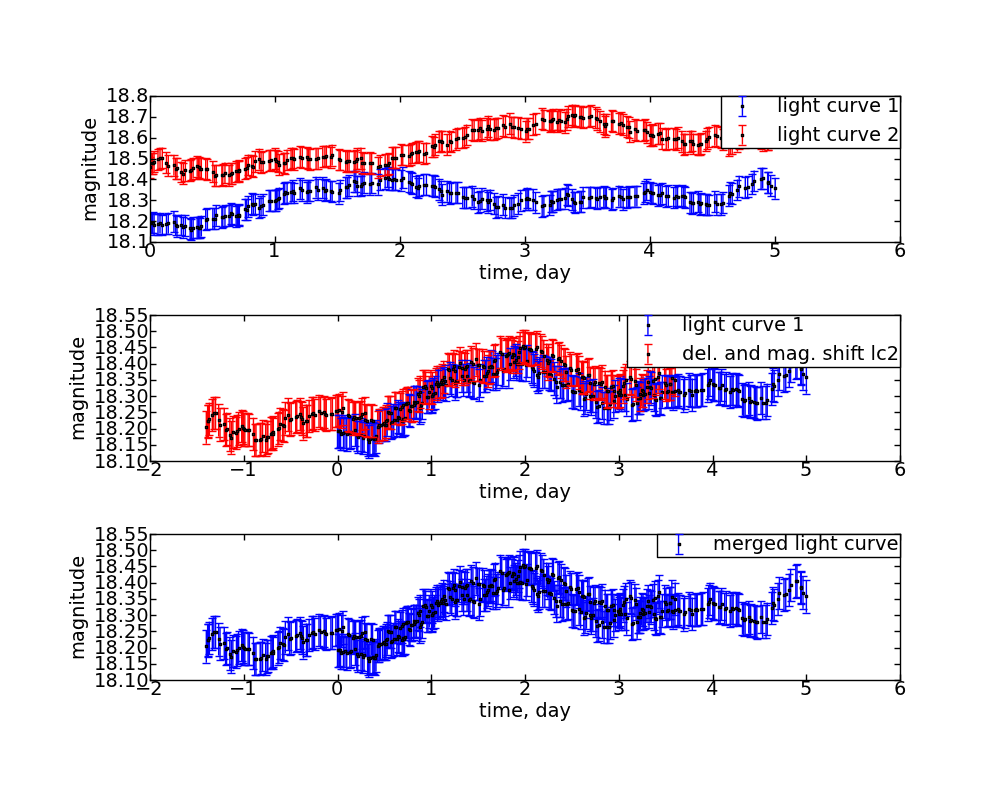 18.8
18.7
18.6
18.5
18.4
18.3
18.2
18.1
magnitude
light curve 1
light curve 2
0 1 2 3 4 5 6
time, day
18.55
18.50
18.45
18.40
18.35
18.30
18.25
18.20
18.15
18.10
magnitude
light curve 1
del. and mag. shift lc2
−2 −1 0 1 2 3 4 5 6
time, day
18.55
18.50
18.45
18.40
18.35
18.30
18.25
18.20
18.15
18.10
magnitude
merged light curve
−2 −1 0 1 2 3 4 5 6
time, day